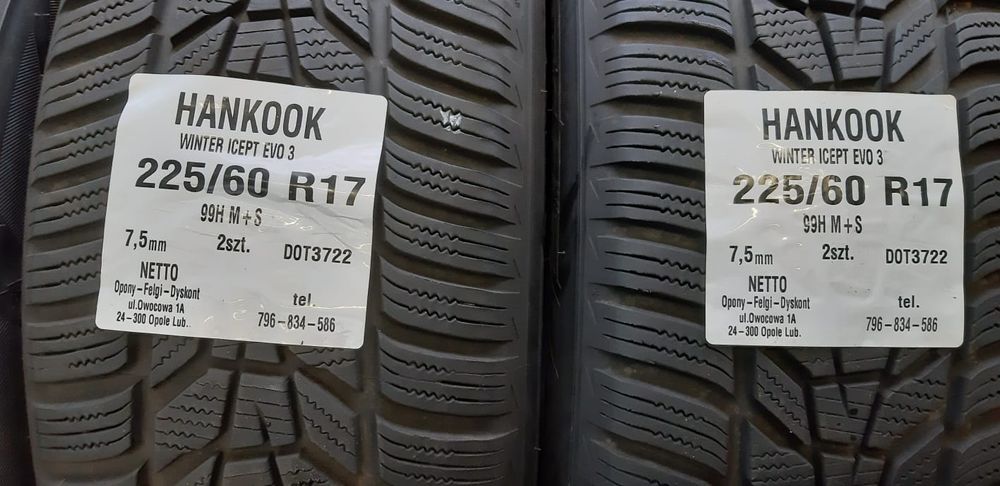 HANKOOK
WINTER ICEPT EVO 3
225/60 R17
99H M+S
7,5mm 2szt. DOT3722
NETTO
Opony-Felgi-Dyskont
ul.Owocowa 1A tel.
24-300 Opole Lub. 796-834-586
HANKOOK
WINTER ICEPT EVO 3
225/60 R17
99H M+S
7,5mm 2szt. DOT3722
NETTO
Opony-Felgi-Dyskont
ul.Owocowa 1A tel.
24-300 Opole Lub. 796-834-586